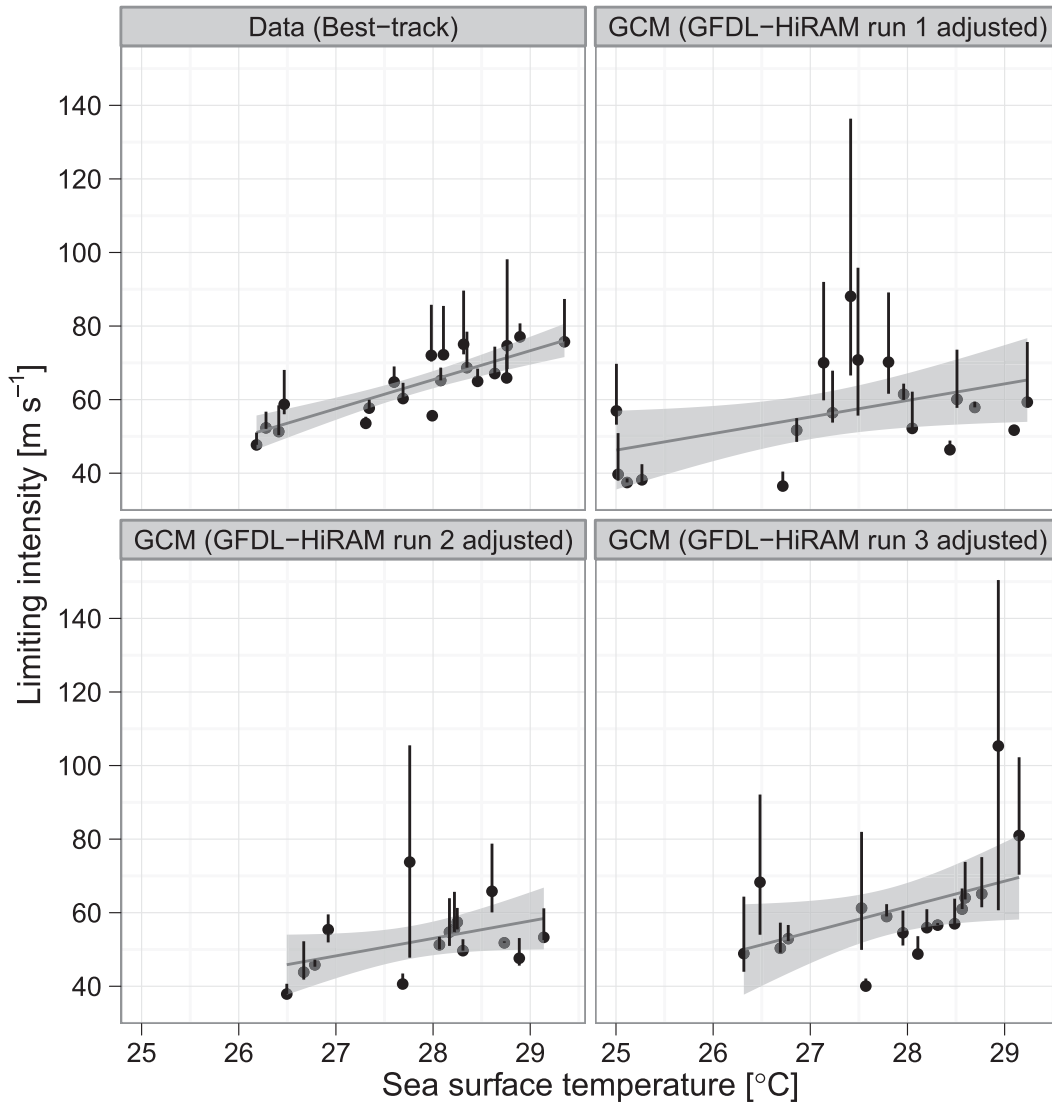 Data (Best−track)
GCM (GFDL−HiRAM run 1 adjusted)
140
120
100
80
60
40
GCM (GFDL−HiRAM run 2 adjusted)
GCM (GFDL−HiRAM run 3 adjusted)
140
120
100
80
60
40
Limiting intensity [m s⁻¹]
25 26 27 28 29
25 26 27 28 29
Sea surface temperature [°C]